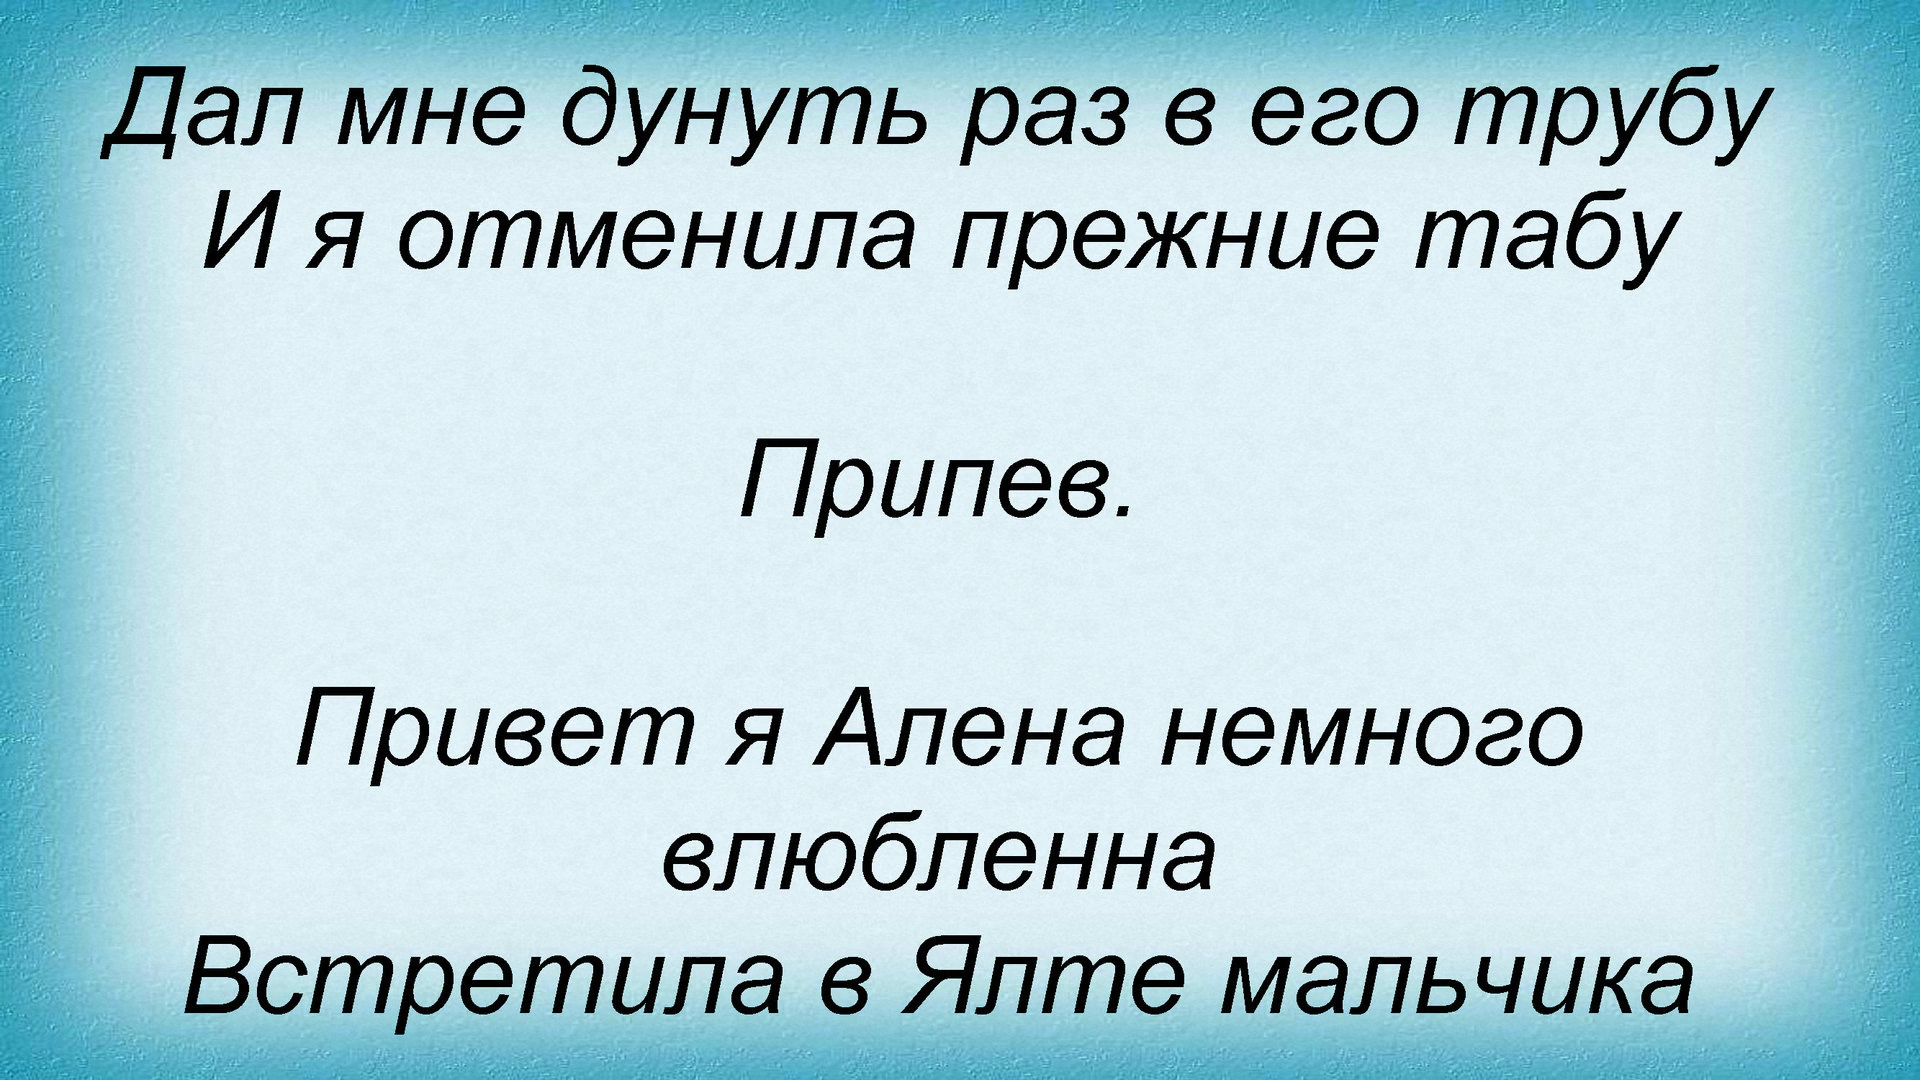 Дал мне дунуть раз в его трубу
И я отменила прежние табу
Припев.
Привет я Алена немного
влюбленна
Встретила в Ялте мальчика